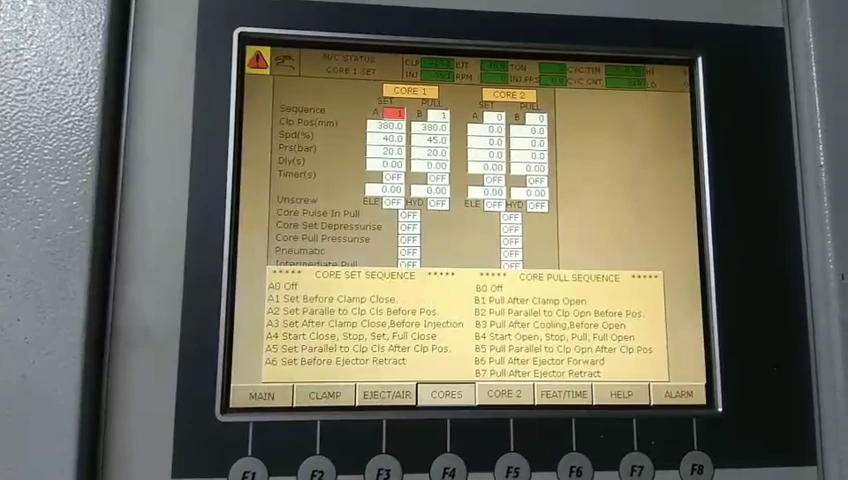 M/C STATUS
CORE 1 SET
CLP EJT TON CYC.TIM HI
INJ RPM 0 INJ.PRS 0.0 CYC CNT LO
CORE 1 CORE 2
SET PULL SET PULL
Sequence A 1 B 1 A 0 B 0
Clp Pos(mm) 380.0 380.0 0.0 0.0
Spd(%) 40.0 45.0 0.0 0.0
Prs(bar) 20.0 20.0 0.0 0.0
Dly(s) 0.00 0.00 0.00 0.00
Timer(s) OFF OFF OFF OFF
0.00 0.00 0.00 0.00
Unscrew ELE OFF HYD OFF ELE OFF HYD OFF
Core Pulse In Pull OFF OFF
Core Set Depressurise OFF OFF
Core Pull Pressurise OFF OFF
Pneumatic OFF OFF
Intermediate Pull OFF OFF
***** CORE SET SEQUENCE ***** ***** CORE PULL SEQUENCE *****
A0 Off B0 Off
A1 Set Before Clamp Close. B1 Pull After Clamp Open
A2 Set Paralle to Clp Cls Before Pos. B2 Pull Parallel to Clp Opn Before Pos.
A3 Set After Clamp Close,Before Injection B3 Pull After Cooling,Before Open
A4 Start Close, Stop, Set, Full Close B4 Start Open, Stop, Pull, Full Open
A5 Set Parallel to Clp Cls After Clp Pos. B5 Pull Parallel to Clp Opn After Clp Pos
A6 Set Before Ejector Retract B6 Pull After Ejector Forward
B7 Pull After Ejector Retract
MAIN CLAMP EJECT/AIR CORES CORE 2 FEAT/TIME HELP ALARM
F1 F2 F3 F4 F5 F6 F7 F8